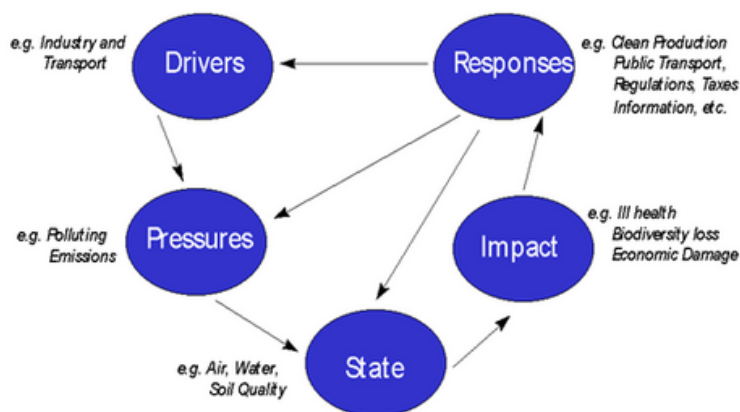 e.g. Industry and
Transport
Drivers
Responses
e.g. Clean Production
Public Transport,
Regulations, Taxes
Information, etc.
e.g. Polluting
Emissions
Pressures
Impact
e.g. Ill health
Biodiversity loss
Economic Damage
e.g. Air, Water,
Soil Quality
State